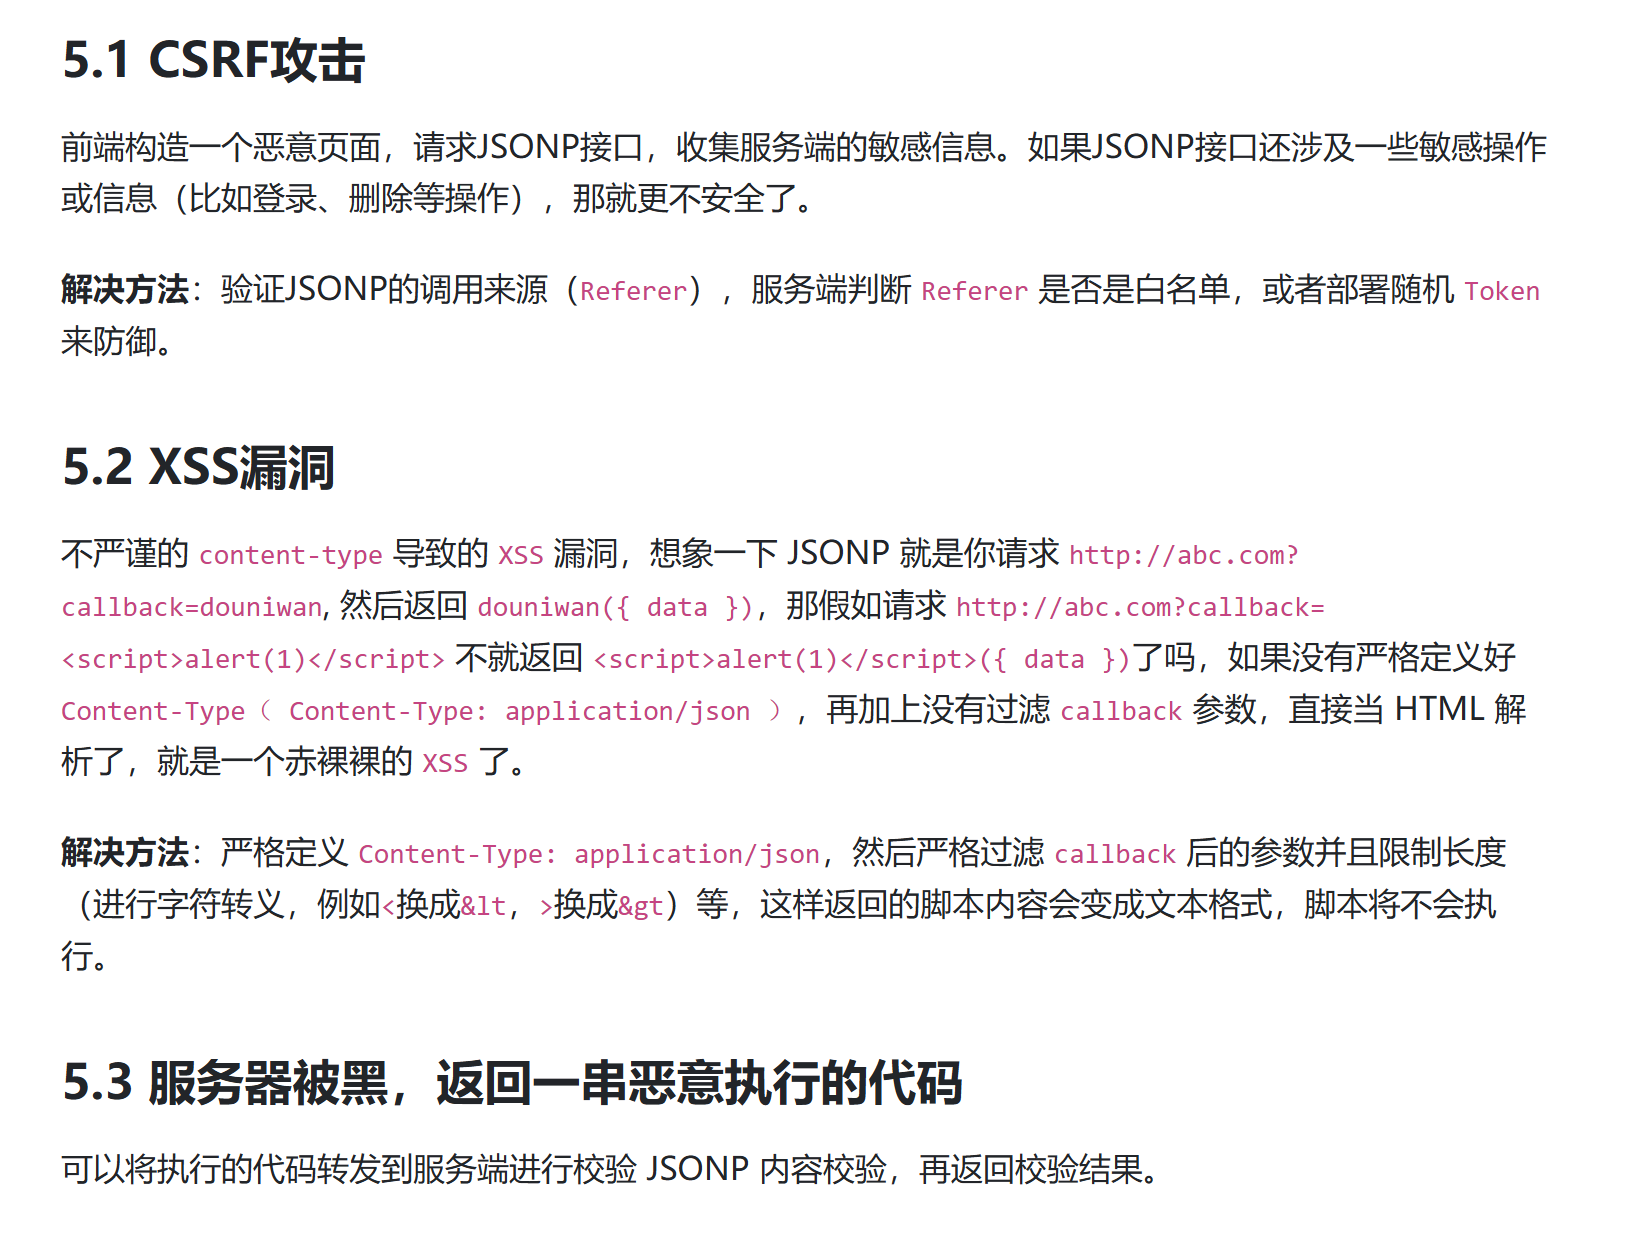 5.1 CSRF攻击
前端构造一个恶意页面，请求JSONP接口，收集服务端的敏感信息。如果JSONP接口还涉及一些敏感操作
或信息（比如登录、删除等操作），那就更不安全了。
解决方法：验证JSONP的调用来源（Referer），服务端判断 Referer 是否是白名单，或者部署随机 Token
来防御。
5.2 XSS漏洞
不严谨的 content-type 导致的 XSS 漏洞，想象一下 JSONP 就是你请求 http://abc.com?
callback=douniwan, 然后返回 douniwan({ data })，那假如请求 http://abc.com?callback=
<script>alert(1)</script> 不就返回 <script>alert(1)</script>({ data })了吗，如果没有严格定义好
Content-Type（ Content-Type: application/json ），再加上没有过滤 callback 参数，直接当 HTML 解
析了，就是一个赤裸裸的 XSS 了。
解决方法：严格定义 Content-Type: application/json，然后严格过滤 callback 后的参数并且限制长度
（进行字符转义，例如<换成&lt，>换成&gt）等，这样返回的脚本内容会变成文本格式，脚本将不会执
行。
5.3 服务器被黑，返回一串恶意执行的代码
可以将执行的代码转发到服务端进行校验 JSONP 内容校验，再返回校验结果。